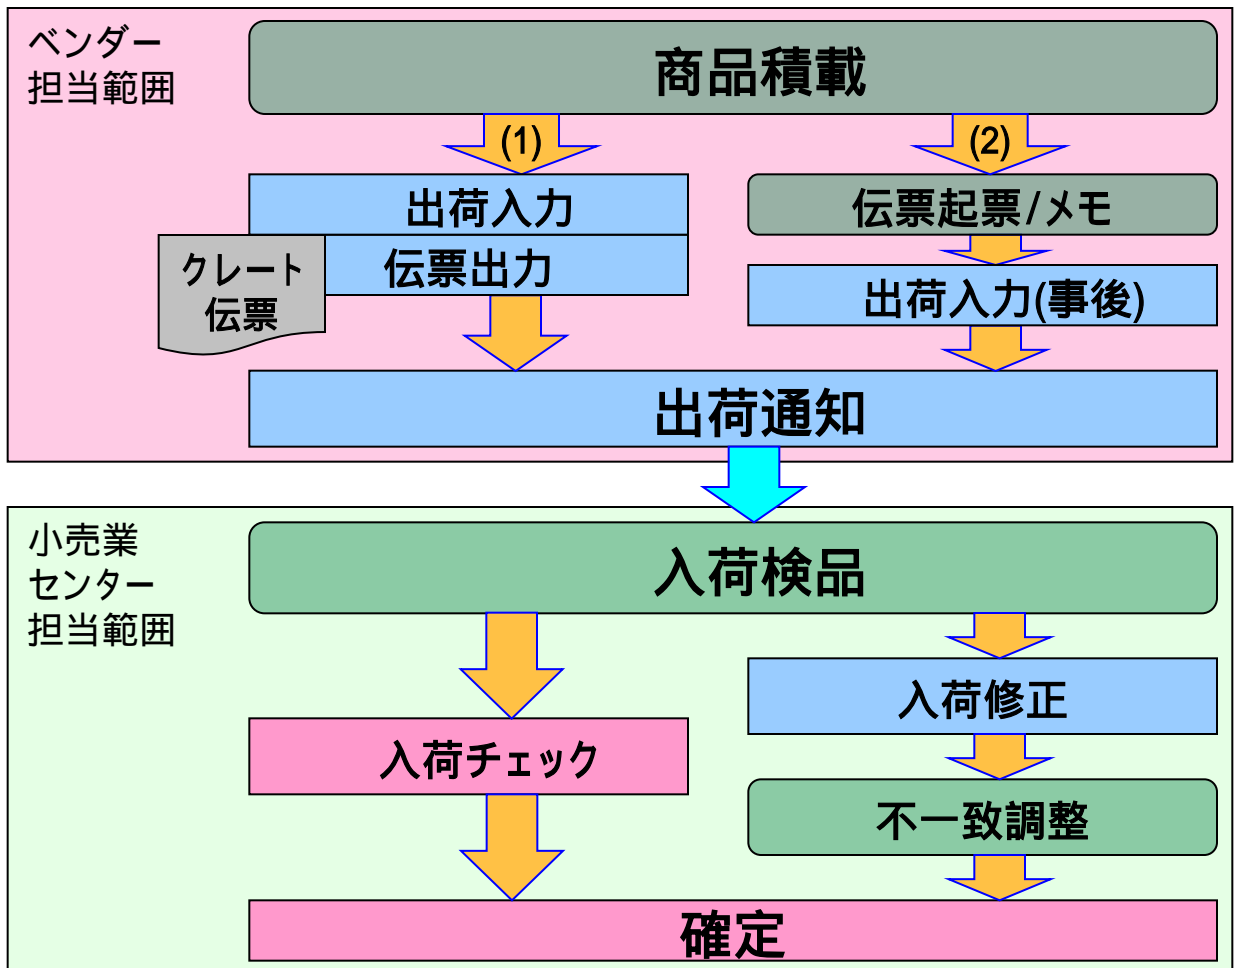 ベンダー
担当範囲
商品積載
(1)
(2)
出荷入力
伝票起票/メモ
クレート
伝票
伝票出力
出荷入力(事後)
出荷通知
小売業
センター
担当範囲
入荷検品
入荷修正
入荷チェック
不一致調整
確定